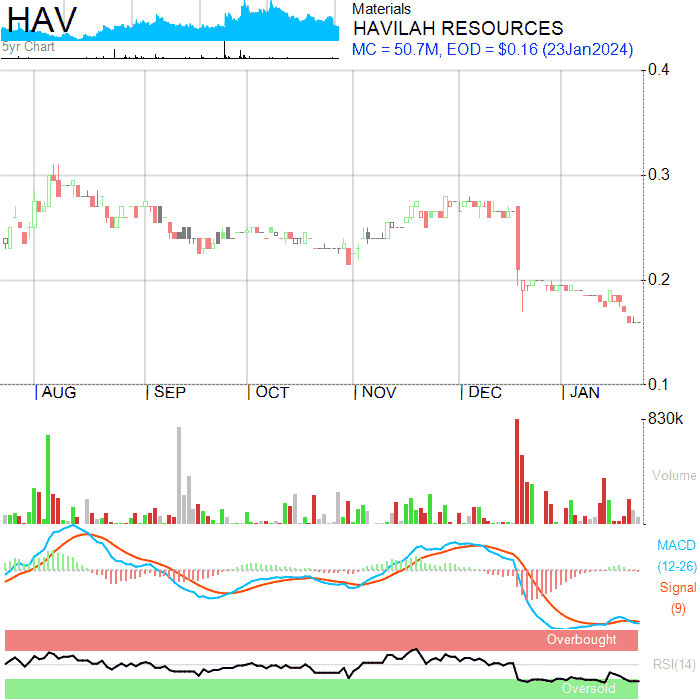 HAV
5yr Chart
Materials
HAVILAH RESOURCES
MC = 50.7M, EOD = $0.16 (23Jan2024)
0.4
0.3
0.2
0.1
AUG SEP OCT NOV DEC JAN
830k
Volume
MACD
(12-26)
Signal
(9)
Overbought
RSI(14)
Oversold